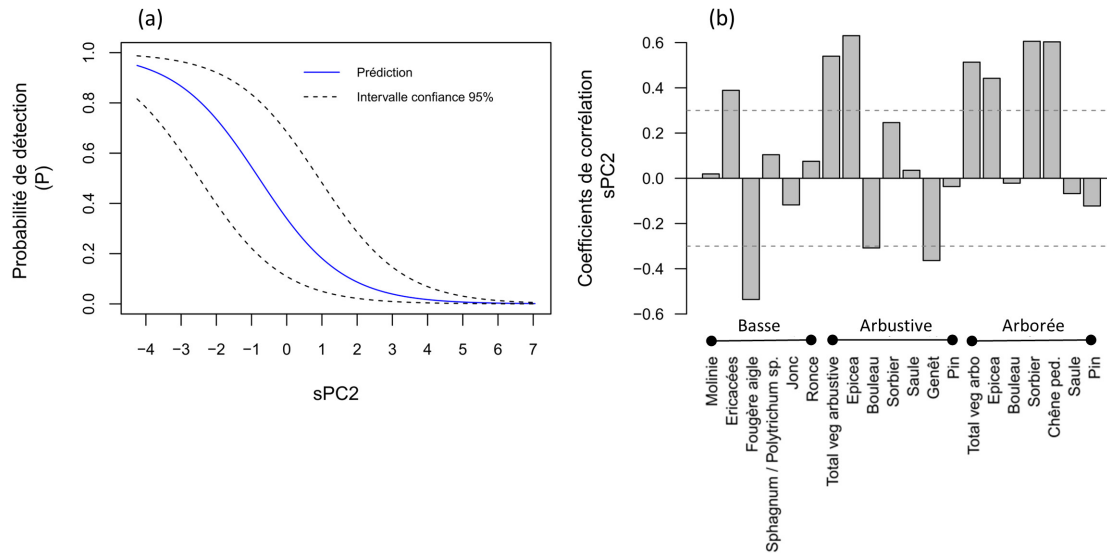 (a)
Probabilité de détection
(P)
1.0
0.8
0.6
0.4
0.2
0.0
Prédiction
Intervalle confiance 95%
−4 −3 −2 −1 0 1 2 3 4 5 6 7
sPC2
(b)
Coefficients de corrélation
sPC2
0.6
0.4
0.2
0.0
−0.2
−0.4
−0.6
Basse Arbustive Arborée
Molinie
Ericacées
Fougère aigle
Sphagnum / Polytrichum sp.
Jonc
Ronce
Total veg arbustive
Epicea
Bouleau
Sorbier
Saule
Genêt
Pin
Total veg arbo
Epicea
Bouleau
Sorbier
Chêne ped.
Saule
Pin